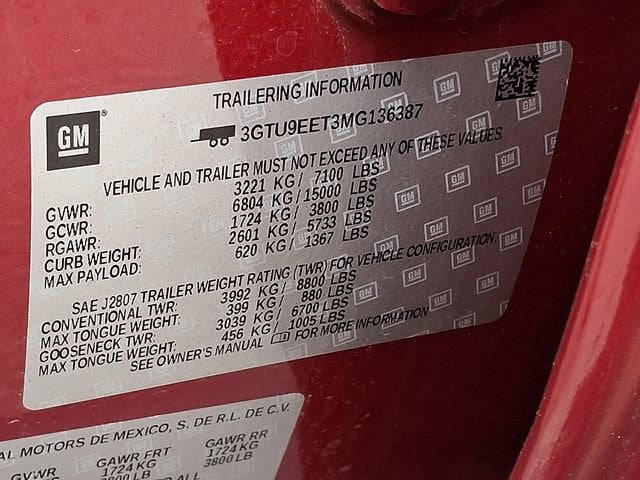 TRAILERING INFORMATION
GM
3GTU9EET3MG136387
VEHICLE AND TRAILER MUST NOT EXCEED ANY OF THESE VALUES.
GVWR: 3221 KG / 7100 LBS
GCWR: 6804 KG / 15000 LBS
RGAWR: 1724 KG / 3800 LBS
CURB WEIGHT: 2601 KG / 5733 LBS
MAX PAYLOAD: 620 KG / 1367 LBS
SAE J2807 TRAILER WEIGHT RATING (TWR) FOR VEHICLE CONFIGURATION
CONVENTIONAL TWR: 3992 KG / 8800 LBS
MAX TONGUE WEIGHT: 399 KG / 880 LBS
GOOSENECK TWR: 3039 KG / 6700 LBS
MAX TONGUE WEIGHT: 456 KG / 1005 LBS
SEE OWNER'S MANUAL FOR MORE INFORMATION
AL MOTORS DE MEXICO, S. DE R.L. DE C.V.
GVWR GAWR FRT GAWR RR
1724 KG 1724 KG
3800 LB 3800 LB